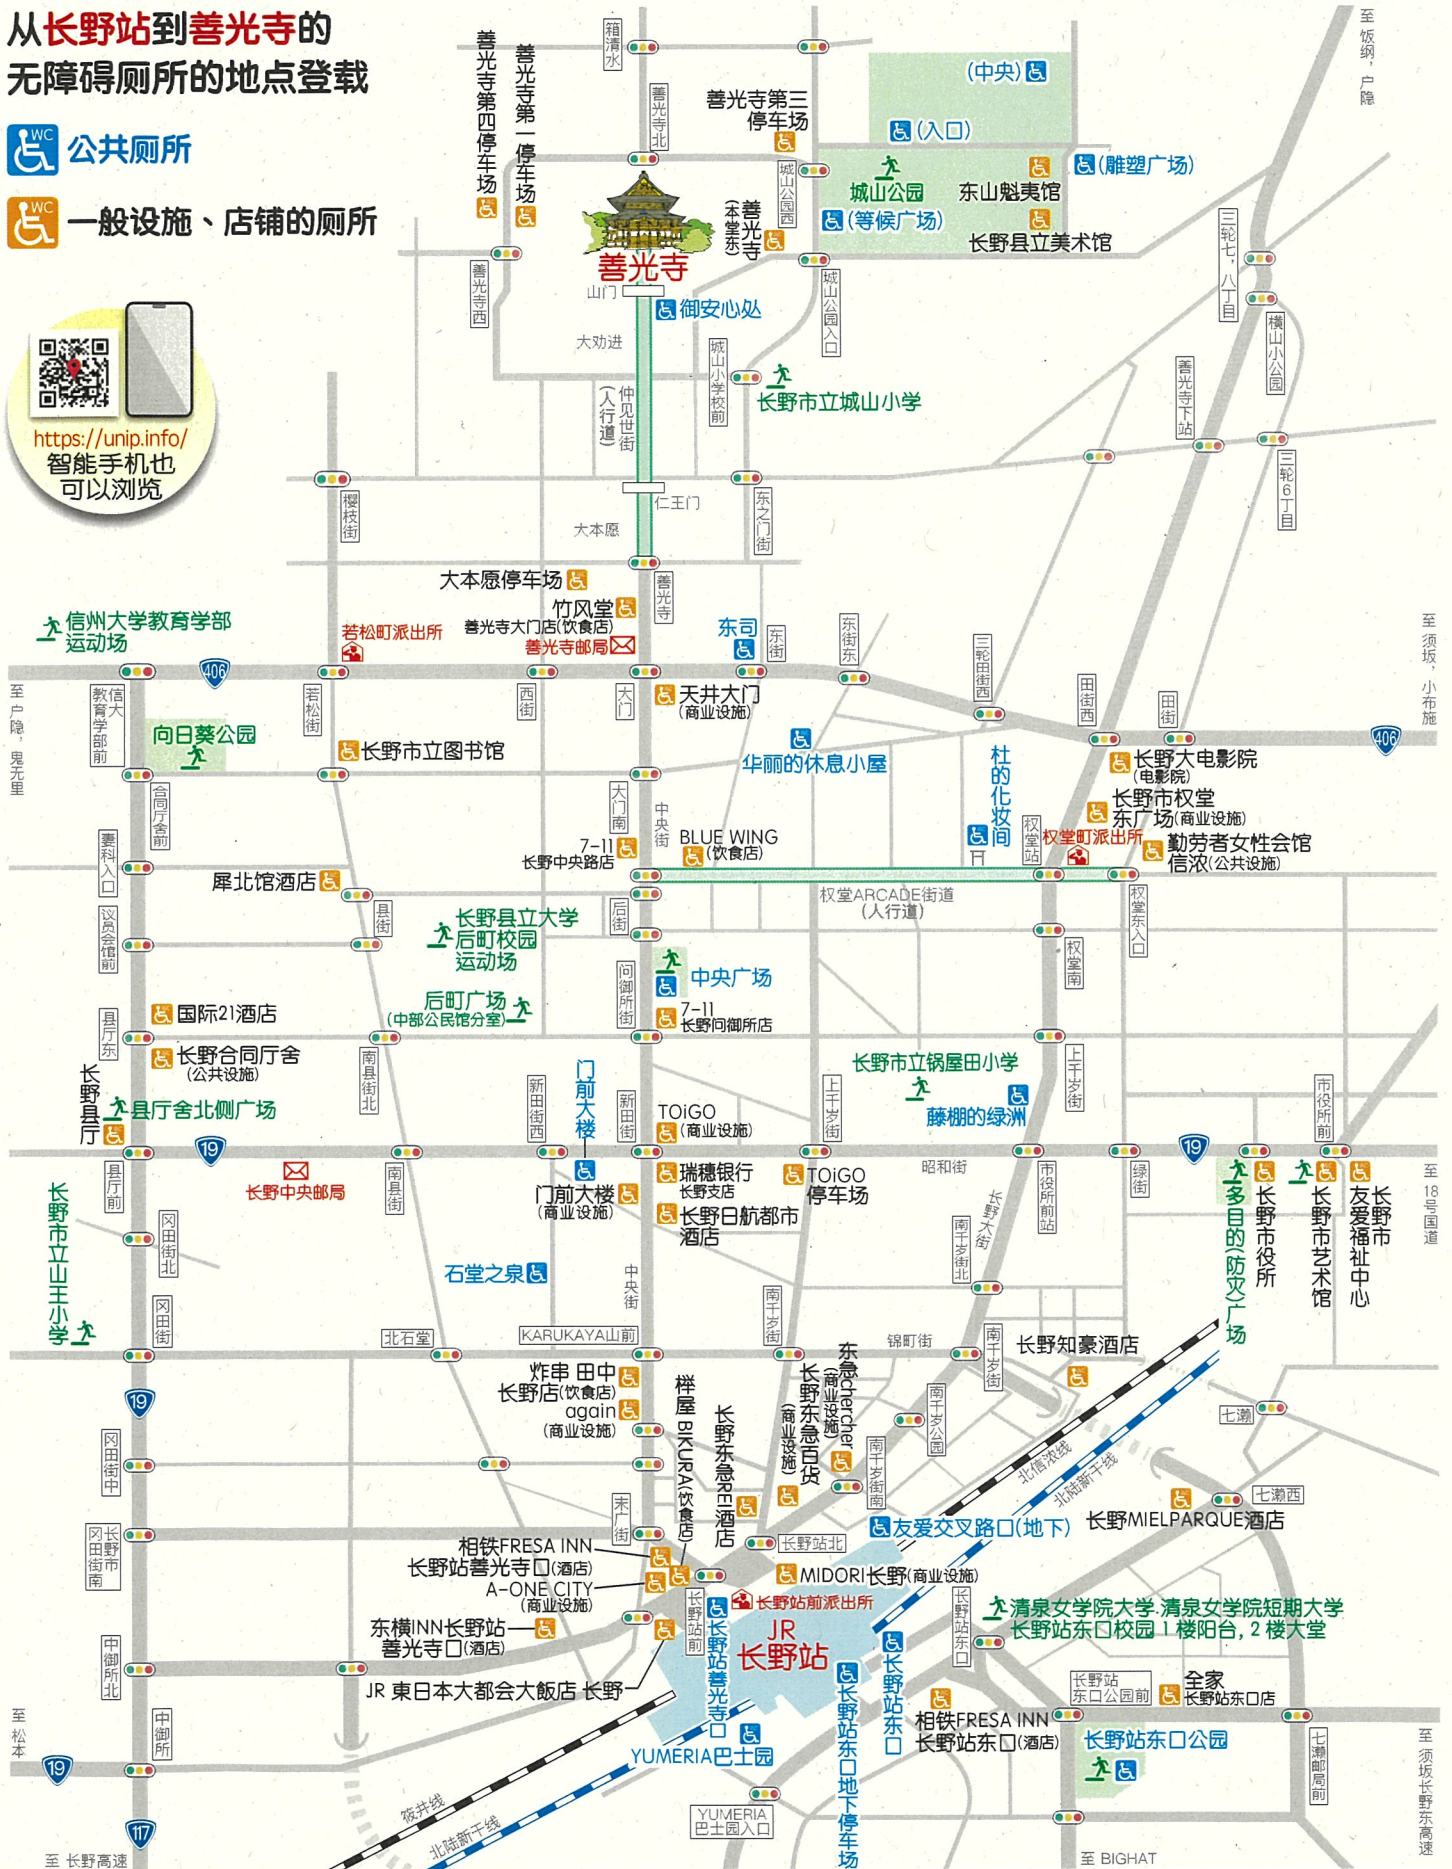 从长野站到善光寺的
无障碍厕所的地点登载
WC
公共厕所
WC
一般设施、店铺的厕所
https://unip.info/
智能手机也
可以浏览
善光寺第四停车场
善光寺第一停车场
箱清水
善光寺北
善光寺第三
停车场
城山公园西
善光寺
(本堂东)
(中央)
(入口)
(雕塑广场)
城山公园
东山魁夷馆
(等候广场)
长野县立美术馆
至 饭纲，户隐
三轮七，八丁目
横山小公园
善光寺西
善光寺
山门
御安心处
大劝进
城山公园入口
城山小学校前
长野市立城山小学
仲见世街
(人行道)
善光寺下站
三轮6丁目
樱枝街
仁王门
大本愿
东之门街
大本愿停车场
善光寺
竹风堂
善光寺大门店(饮食店)
善光寺邮局
信州大学教育学部
运动场
若松町派出所
东司
东街
东街东
三轮田街西
至 须坂，小布施
406
至 户隐，鬼无里
信大
教育学部前
若松街
西街
大门
天井大门
(商业设施)
田街西
田街
406
向日葵公园
长野市立图书馆
华丽的休息小屋
杜的化妆间
长野大电影院
(电影院)
长野市权堂
东广场(商业设施)
合同厅舍前
大门南
中央街
7-11
长野中央路店
BLUE WING
(饮食店)
权堂站
权堂町派出所
勤劳者女性会馆
信浓(公共设施)
妻科入口
犀北馆酒店
县街
后街
权堂ARCADE街道
(人行道)
权堂东入口
议员会馆前
长野县立大学
后町校园
运动场
权堂南
中央广场
问御所街
国际21酒店
后町广场
(中部公民馆分室)
7-11
长野问御所店
县厅东
长野合同厅舍
(公共设施)
南县街北
长野市立锅屋田小学
上千岁街
长野县厅
县厅舍北侧广场
新田街西
门前大楼
新田街
TOiGO
(商业设施)
上千岁街
藤棚的绿洲
市役所前
19
19
县厅前
长野中央邮局
南县街
门前大楼
(商业设施)
瑞穗银行
长野支店
TOiGO
停车场
昭和街
市役所前站
绿街
至 18号国道
长野日航都市
酒店
长野大街
多目的(防灾)广场
长野市役所
长野市艺术馆
长野市
友爱福祉中心
长野市立山王小学
冈田街北
石堂之泉
中央街
南千岁街北
冈田街
北石堂
KARUKAYA山前
南千岁街
锦町街
南千岁街
长野知豪酒店
19
炸串 田中
长野店(饮食店)
again
(商业设施)
榉屋 BIKURA(饮食店)
长野东急REI酒店
长野东急百货
(商业设施)
东急chercher
(商业设施)
南千岁公园
南千岁街南
七濑
冈田街中
北信浓线
北陆新干线
七濑西
长野MIELPARQUE酒店
末广街
长野站北
友爱交叉路口(地下)
长野市
冈田街南
相铁FRESA INN
长野站善光寺口(酒店)
A-ONE CITY
(商业设施)
MIDORI长野(商业设施)
长野站前派出所
长野站前
长野站善光寺口
JR
长野站
长野站东口
清泉女学院大学.清泉女学院短期大学
长野站东口校园 1 楼阳台, 2 楼大堂
东横INN长野站
善光寺口(酒店)
中御所北
JR 東日本大都会大飯店 长野
长野站东口
长野站东口地下停车场
长野站
东口公园前
全家
长野站东口店
相铁FRESA INN
长野站东口(酒店)
长野站东口公园
至 松本
中御所
YUMERIA巴士园
七濑邮局前
至 须坂长野东高速
19
筱井线
北陆新干线
YUMERIA
巴士园入口
117
至 长野高速
至 BIGHAT